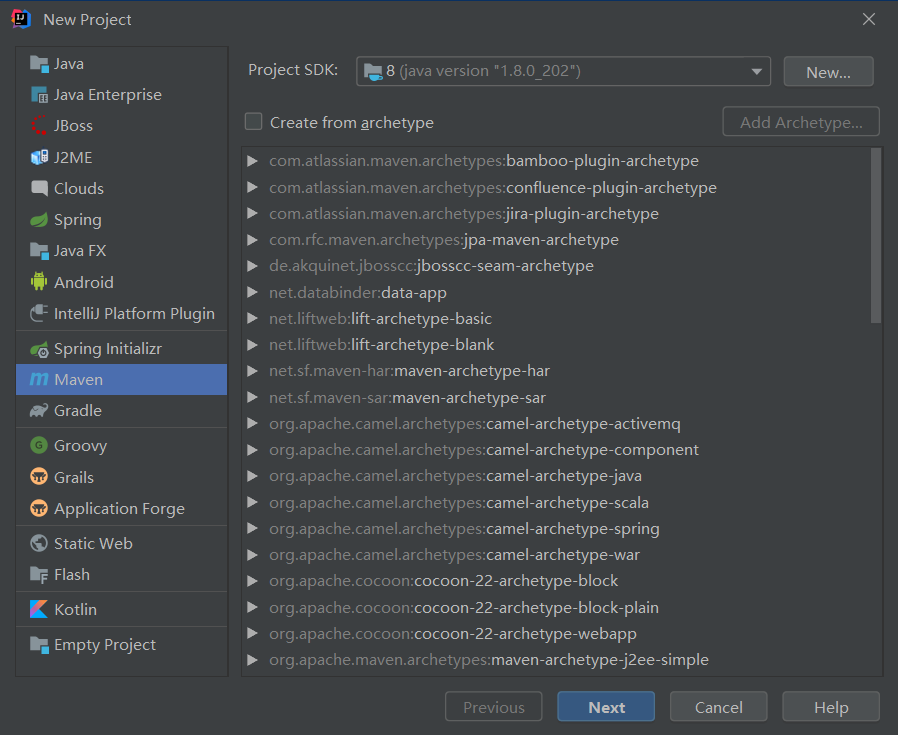 New Project
Java
Java Enterprise
JBoss
J2ME
Clouds
Spring
Java FX
Android
IntelliJ Platform Plugin
Spring Initializr
Maven
Gradle
Groovy
Grails
Application Forge
Static Web
Flash
Kotlin
Empty Project
Project SDK: 8 (java version "1.8.0_202") New...
Create from archetype Add Archetype...
com.atlassian.maven.archetypes:bamboo-plugin-archetype
com.atlassian.maven.archetypes:confluence-plugin-archetype
com.atlassian.maven.archetypes:jira-plugin-archetype
com.rfc.maven.archetypes:jpa-maven-archetype
de.akquinet.jbosscc:jbosscc-seam-archetype
net.databinder:data-app
net.liftweb:lift-archetype-basic
net.liftweb:lift-archetype-blank
net.sf.maven-har:maven-archetype-har
net.sf.maven-sar:maven-archetype-sar
org.apache.camel.archetypes:camel-archetype-activemq
org.apache.camel.archetypes:camel-archetype-component
org.apache.camel.archetypes:camel-archetype-java
org.apache.camel.archetypes:camel-archetype-scala
org.apache.camel.archetypes:camel-archetype-spring
org.apache.camel.archetypes:camel-archetype-war
org.apache.cocoon:cocoon-22-archetype-block
org.apache.cocoon:cocoon-22-archetype-block-plain
org.apache.cocoon:cocoon-22-archetype-webapp
org.apache.maven.archetypes:maven-archetype-j2ee-simple
Previous Next Cancel Help